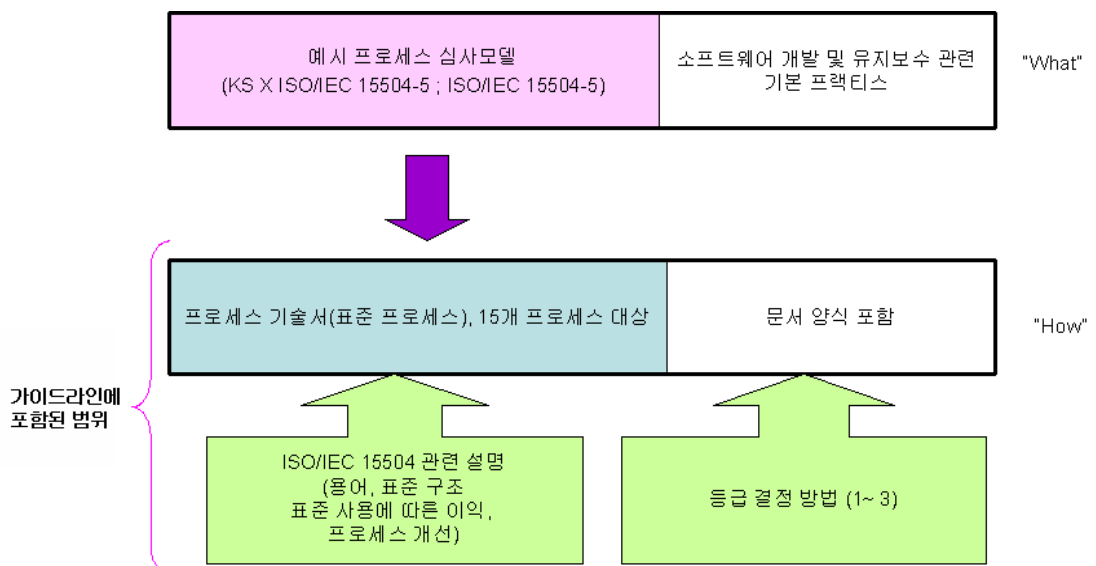 예시 프로세스 심사모델
(KS X ISO/IEC 15504-5 ; ISO/IEC 15504-5)
소프트웨어 개발 및 유지보수 관련
기본 프랙티스
"What"
프로세스 기술서(표준 프로세스), 15개 프로세스 대상
문서 양식 포함
"How"
가이드라인에
포함된 범위
ISO/IEC 15504 관련 설명
(용어, 표준 구조
표준 사용에 따른 이익,
프로세스 개선)
등급 결정 방법 (1~ 3)